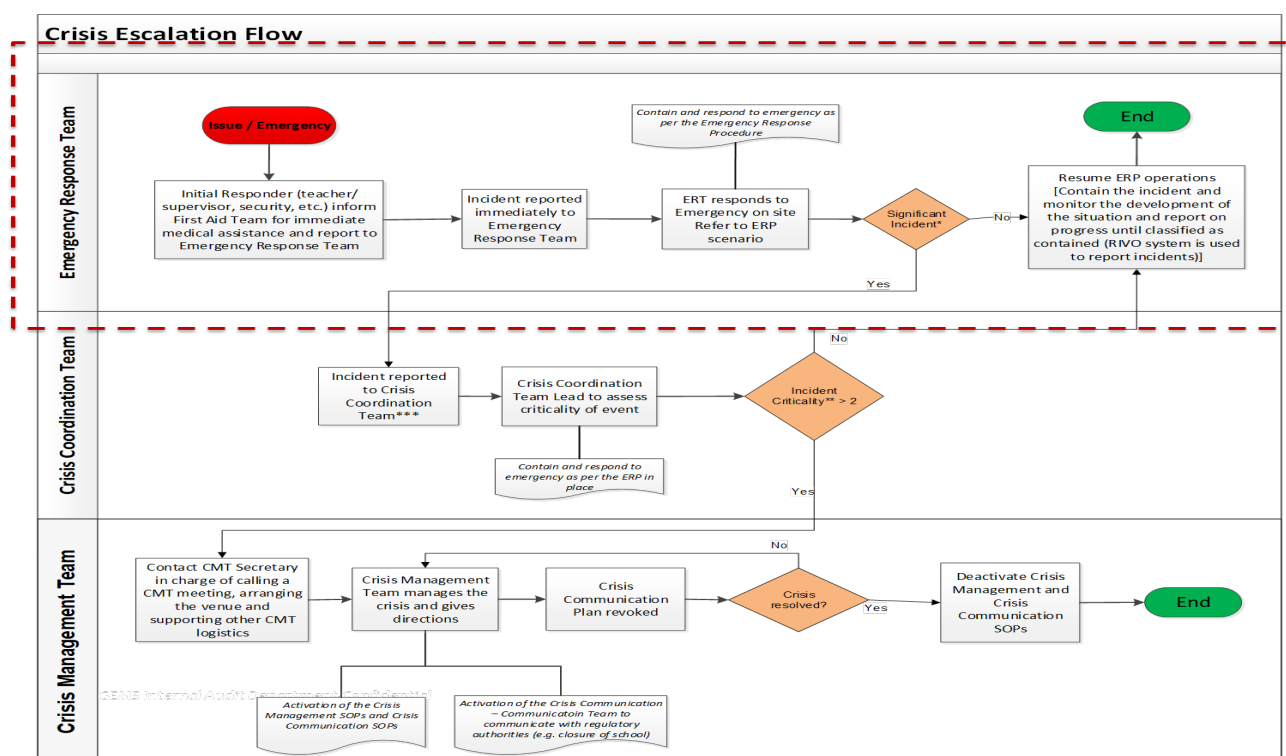 Crisis Escalation Flow
Emergency Response Team
Issue / Emergency
Initial Responder (teacher/
supervisor, security, etc.) inform
First Aid Team for immediate
medical assistance and report to
Emergency Response Team
Incident reported
immediately to
Emergency
Response Team
Contain and respond to emergency as
per the Emergency Response
Procedure
ERT responds to
Emergency on site
Refer to ERP
scenario
Significant
Incident*
No
Yes
End
Resume ERP operations
[Contain the incident and
monitor the development
of the situation and report on
progress until classified as
contained (RIVO system is used
to report incidents)]
Crisis Coordination Team
Incident reported
to Crisis
Coordination
Team***
Crisis Coordination
Team Lead to assess
criticality of event
Contain and respond to
emergency as per the ERP in
place
Incident
Criticality** > 2
No
Yes
Crisis Management Team
Contact CMT Secretary
in charge of calling a
CMT meeting, arranging
the venue and
supporting other CMT
logistics
Crisis Management
Team manages the
crisis and gives
directions
Crisis
Communication
Plan revoked
Crisis
resolved?
No
Yes
Deactivate Crisis
Management and
Crisis
Communication
SOPs
End
Internal Audit Department Confidential
Activation of the Crisis
Management SOPs and Crisis
Communication SOPs
Activation of the Crisis Communication
– Communicatoin Team to
communicate with regulatory
authorities (e.g. closure of school)